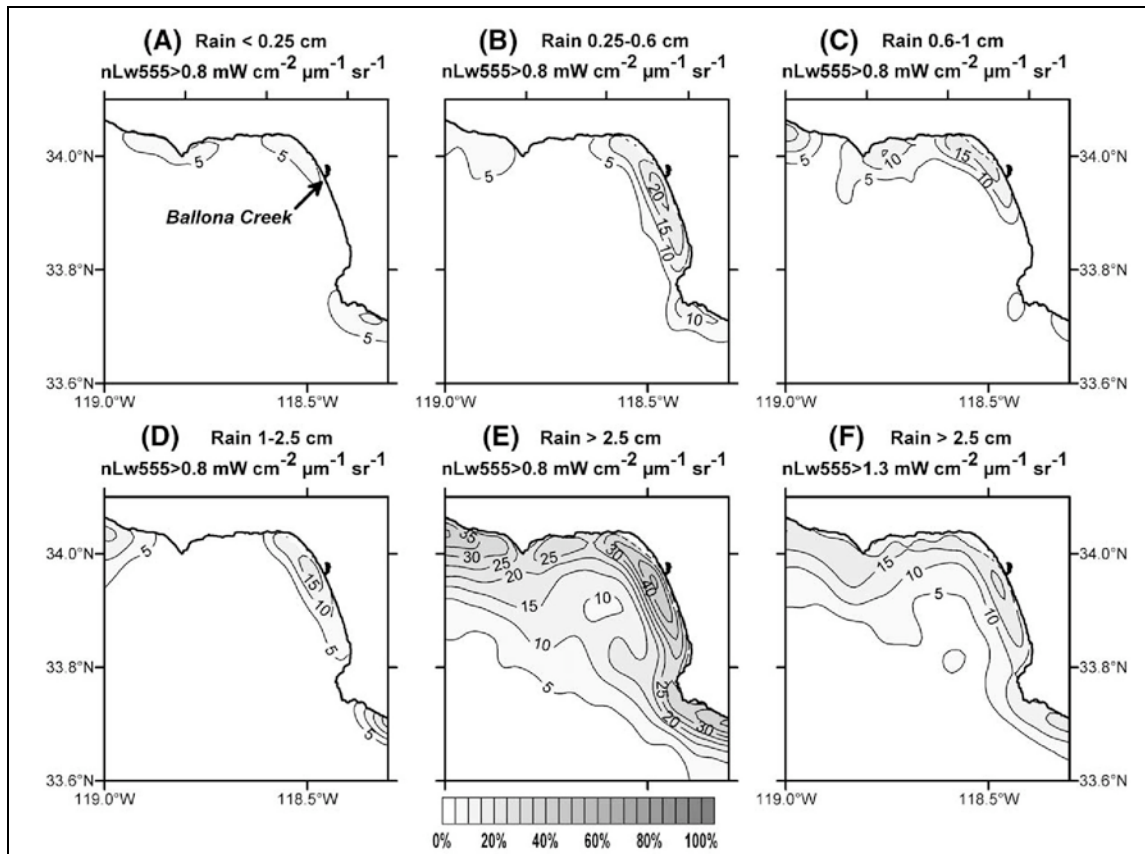 (A) Rain < 0.25 cm
nLw555>0.8 mW cm⁻² µm⁻¹ sr⁻¹
5
5
34.0°N
Ballona Creek
33.8°N
5
5
33.6°N
119.0°W
118.5°W
(B) Rain 0.25-0.6 cm
nLw555>0.8 mW cm⁻² µm⁻¹ sr⁻¹
5
5
20
15
10
10
119.0°W
118.5°W
(C) Rain 0.6-1 cm
nLw555>0.8 mW cm⁻² µm⁻¹ sr⁻¹
10
5
15
10
5
34.0°N
33.8°N
33.6°N
119.0°W
118.5°W
(D) Rain 1-2.5 cm
nLw555>0.8 mW cm⁻² µm⁻¹ sr⁻¹
5
34.0°N
15
10
5
33.8°N
5
33.6°N
119.0°W
118.5°W
(E) Rain > 2.5 cm
nLw555>0.8 mW cm⁻² µm⁻¹ sr⁻¹
35
30
25
25
30
20
15
40
10
10
5
25
20
30
0% 20% 40% 60% 80% 100%
(F) Rain > 2.5 cm
nLw555>1.3 mW cm⁻² µm⁻¹ sr⁻¹
15
10
5
10
34.0°N
33.8°N
33.6°N
119.0°W
118.5°W